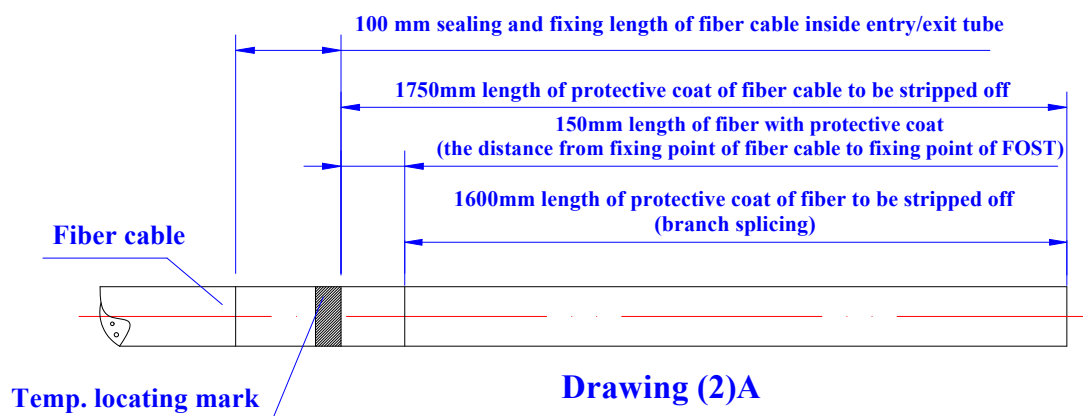 100 mm sealing and fixing length of fiber cable inside entry/exit tube
1750mm length of protective coat of fiber cable to be stripped off
150mm length of fiber with protective coat
(the distance from fixing point of fiber cable to fixing point of FOST)
1600mm length of protective coat of fiber to be stripped off
(branch splicing)
Fiber cable
Temp. locating mark
Drawing (2)A